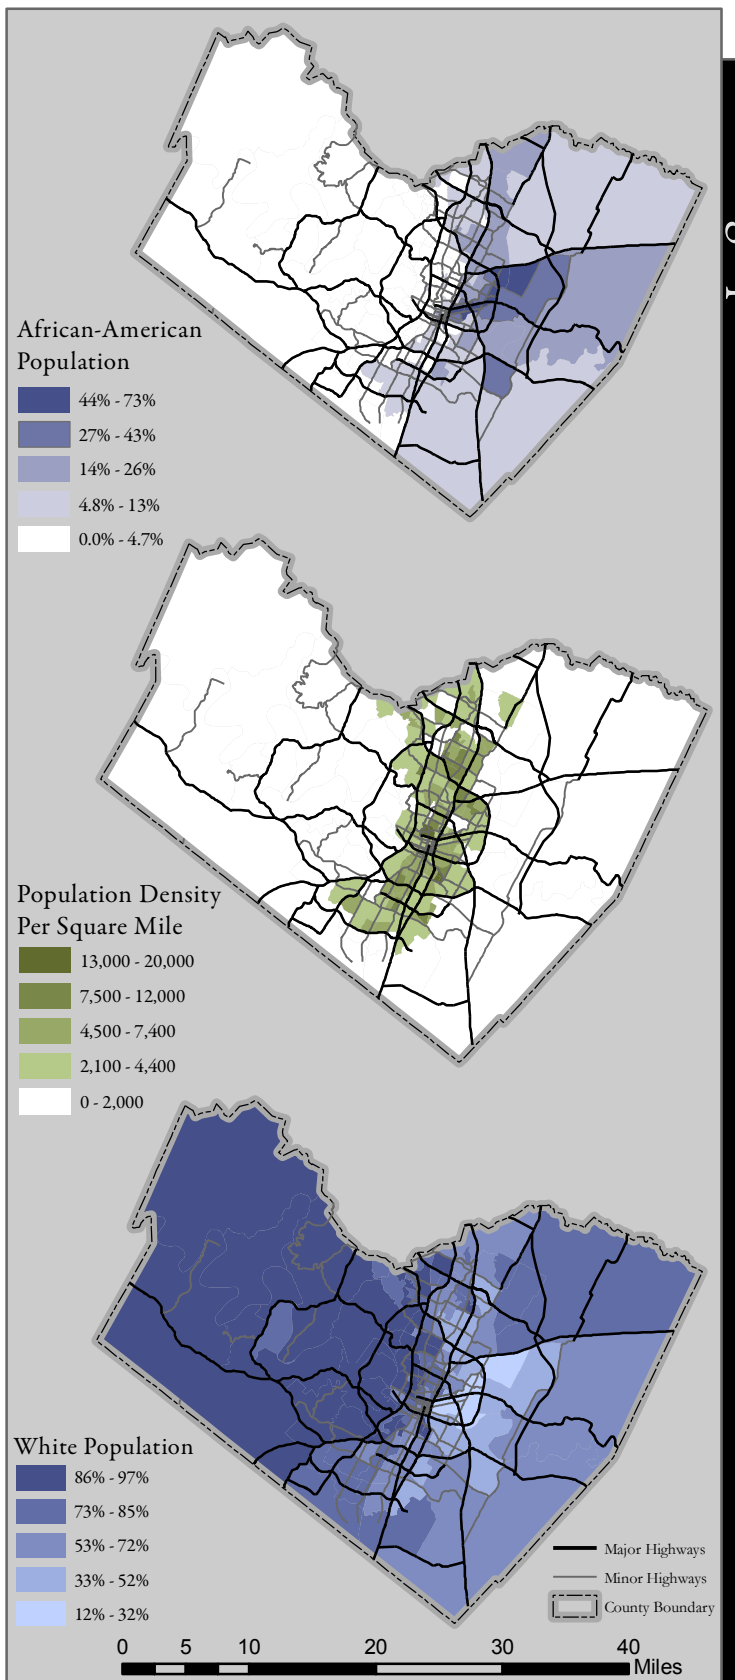 African-American
Population
44% - 73%
27% - 43%
14% - 26%
4.8% - 13%
0.0% - 4.7%
Population Density
Per Square Mile
13,000 - 20,000
7,500 - 12,000
4,500 - 7,400
2,100 - 4,400
0 - 2,000
White Population
86% - 97%
73% - 85%
53% - 72%
33% - 52%
12% - 32%
Major Highways
Minor Highways
County Boundary
0 5 10 20 30 40
Miles